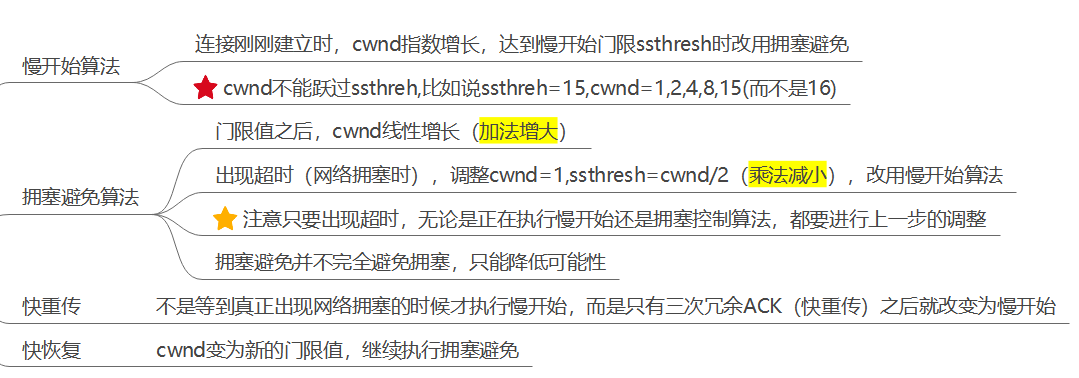 慢开始算法
连接刚刚建立时，cwnd指数增长，达到慢开始门限ssthresh时改用拥塞避免
cwnd不能跃过ssthreh,比如说ssthreh=15,cwnd=1,2,4,8,15(而不是16)
拥塞避免算法
门限值之后，cwnd线性增长（加法增大）
出现超时（网络拥塞时），调整cwnd=1,ssthresh=cwnd/2（乘法减小），改用慢开始算法
注意只要出现超时，无论是正在执行慢开始还是拥塞控制算法，都要进行上一步的调整
拥塞避免并不完全避免拥塞，只能降低可能性
快重传
不是等到真正出现网络拥塞的时候才执行慢开始，而是只有三次冗余ACK（快重传）之后就改变为慢开始
快恢复
cwnd变为新的门限值，继续执行拥塞避免